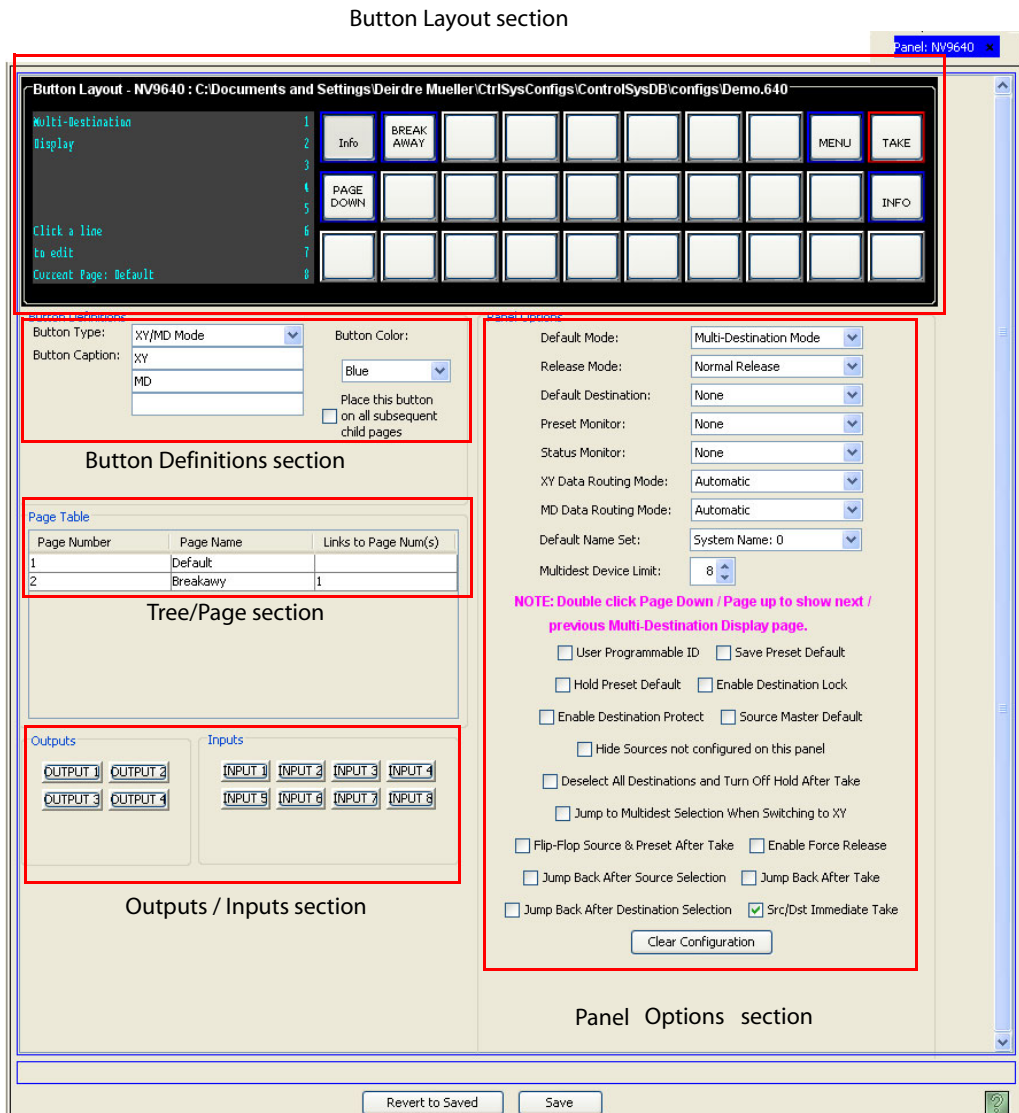 Button Layout section
Panel: NV9640 ×
Button Layout - NV9640 : C:\Documents and Settings\Deirdre Mueller\CtrlSysConfigs\ControlSysDB\configs\Demo.640
Multi-Destination 1
Display 2
3
4
5
Click a line 6
to edit 7
Current Page: Default 8
Info
BREAK
AWAY
MENU
TAKE
PAGE
DOWN
INFO
Button Definitions
Button Type: XY/MD Mode
Button Caption: XY
MD
Button Color:
Blue
Place this button
on all subsequent
child pages
Button Definitions section
Page Table
Page Number Page Name Links to Page Num(s)
1 Default
2 Breakawy 1
Tree/Page section
Outputs
OUTPUT 1 OUTPUT 2
OUTPUT 3 OUTPUT 4
Inputs
INPUT 1 INPUT 2 INPUT 3 INPUT 4
INPUT 5 INPUT 6 INPUT 7 INPUT 8
Outputs / Inputs section
Panel Options
Default Mode: Multi-Destination Mode
Release Mode: Normal Release
Default Destination: None
Preset Monitor: None
Status Monitor: None
XY Data Routing Mode: Automatic
MD Data Routing Mode: Automatic
Default Name Set: System Name: 0
Multidest Device Limit: 8
NOTE: Double click Page Down / Page up to show next /
previous Multi-Destination Display page.
User Programmable ID Save Preset Default
Hold Preset Default Enable Destination Lock
Enable Destination Protect Source Master Default
Hide Sources not configured on this panel
Deselect All Destinations and Turn Off Hold After Take
Jump to Multidest Selection When Switching to XY
Flip-Flop Source & Preset After Take Enable Force Release
Jump Back After Source Selection Jump Back After Take
Jump Back After Destination Selection Src/Dst Immediate Take
Clear Configuration
Panel Options section
Revert to Saved Save
?